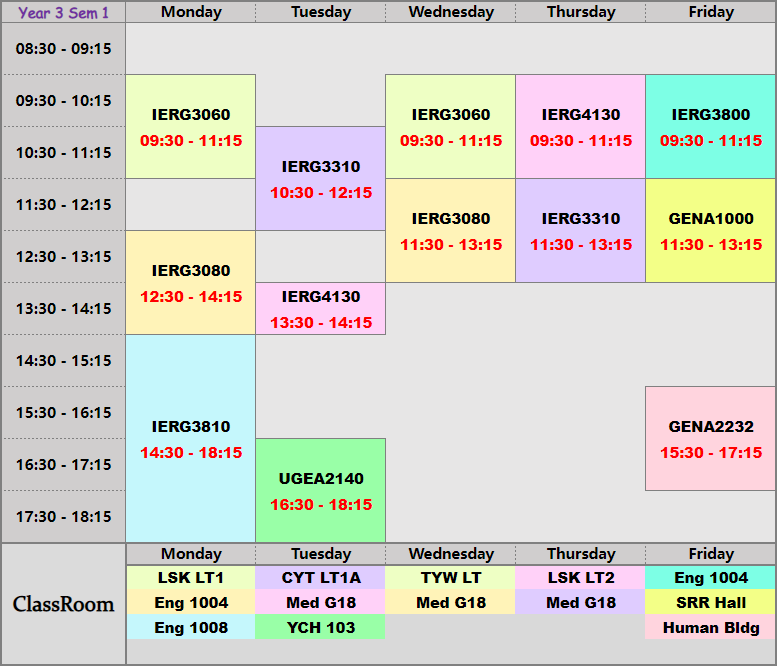 Year 3 Sem 1 Monday Tuesday Wednesday Thursday Friday
08:30 - 09:15
09:30 - 10:15
IERG3060 IERG3060 IERG4130 IERG3800
09:30 - 11:15 09:30 - 11:15 09:30 - 11:15 09:30 - 11:15
10:30 - 11:15
IERG3310
10:30 - 12:15
11:30 - 12:15
IERG3080 IERG3310 GENA1000
11:30 - 13:15 11:30 - 13:15 11:30 - 13:15
12:30 - 13:15
IERG3080
12:30 - 14:15
IERG4130
13:30 - 14:15
13:30 - 14:15
14:30 - 15:15
15:30 - 16:15
IERG3810 GENA2232
14:30 - 18:15 15:30 - 17:15
16:30 - 17:15
UGEA2140
16:30 - 18:15
17:30 - 18:15
Monday Tuesday Wednesday Thursday Friday
ClassRoom
LSK LT1 CYT LT1A TYW LT LSK LT2 Eng 1004
Eng 1004 Med G18 Med G18 Med G18 SRR Hall
Eng 1008 YCH 103 Human Bldg